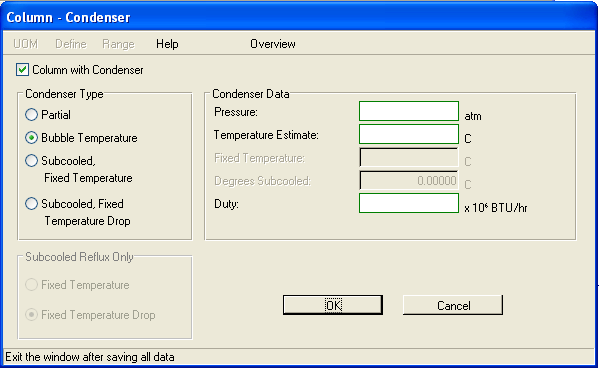 Column - Condenser
UOM Define Range Help Overview
Column with Condenser
Condenser Type
Partial
Bubble Temperature
Subcooled,
Fixed Temperature
Subcooled, Fixed
Temperature Drop
Condenser Data
Pressure: atm
Temperature Estimate: C
Fixed Temperature: C
Degrees Subcooled: 0.00000 C
Duty: x 10⁶ BTU/hr
Subcooled Reflux Only
Fixed Temperature
Fixed Temperature Drop
OK Cancel
Exit the window after saving all data